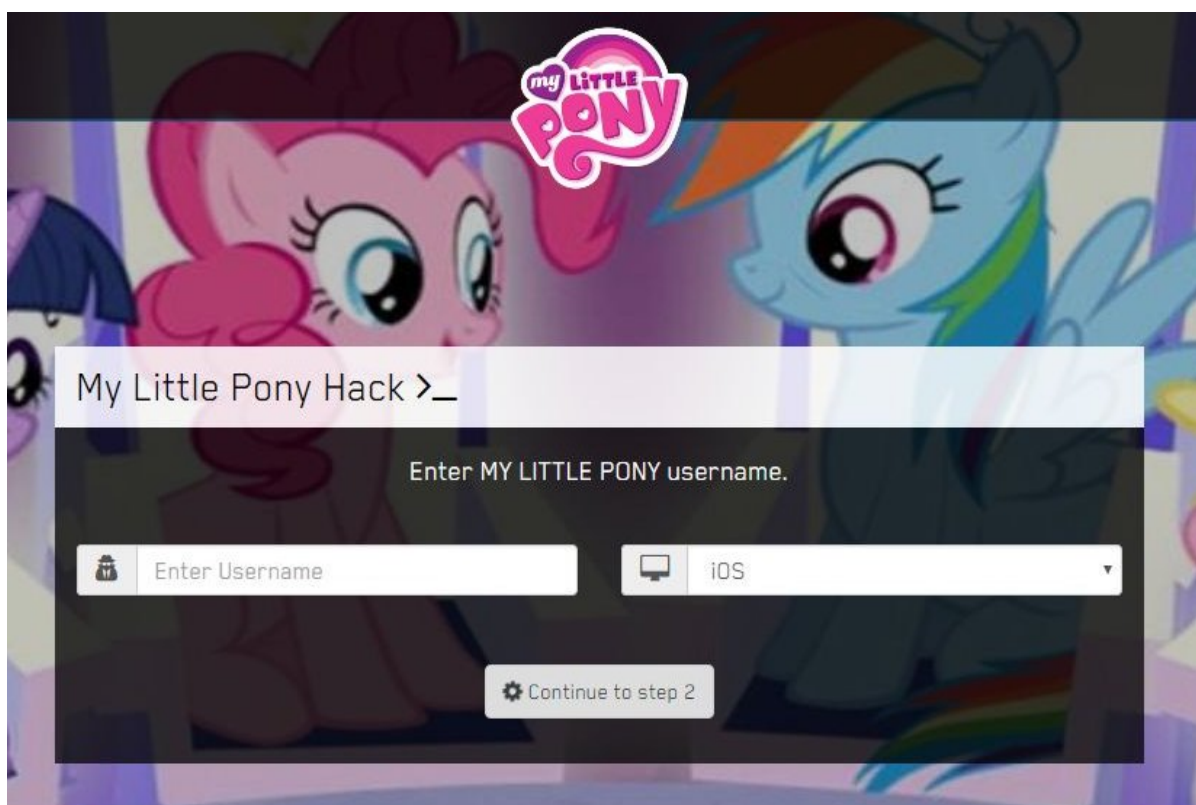 my LiTTLE
PONY
My Little Pony Hack >_
Enter MY LITTLE PONY username.
Enter Username
iOS
Continue to step 2